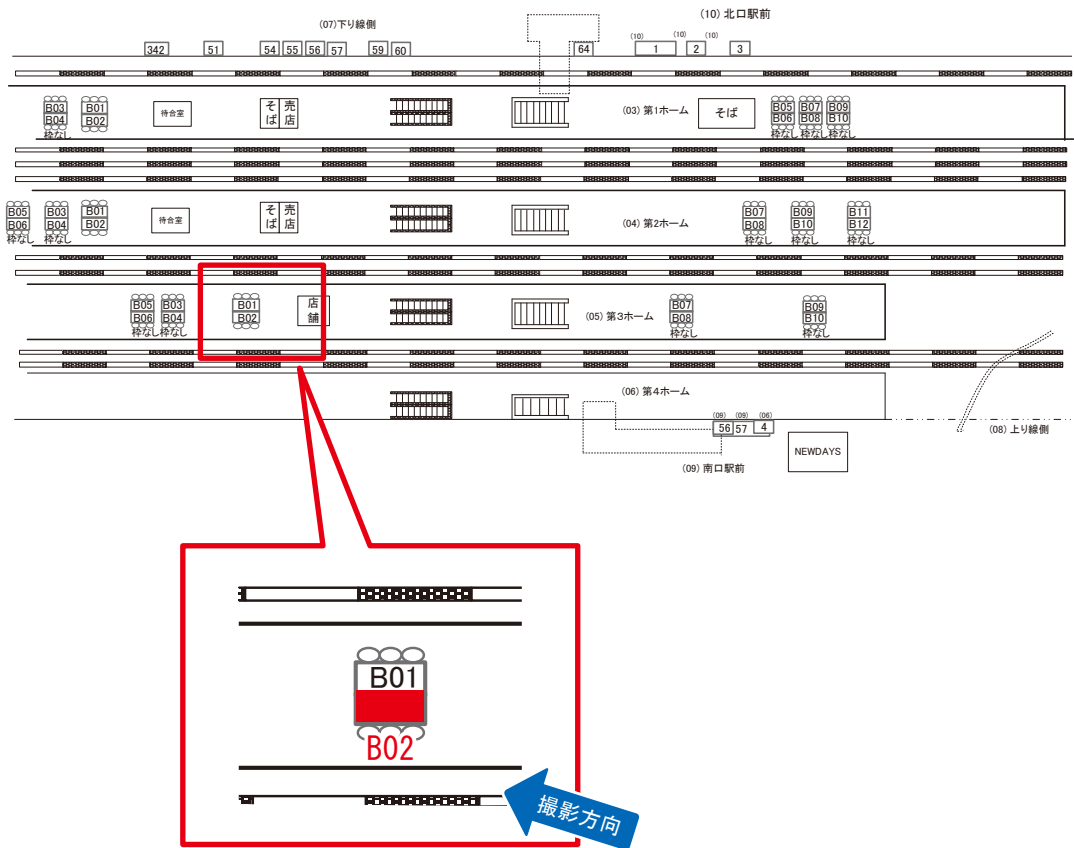 (10) 北口駅前
(07)下り線側
(10) (10) (10)
342 51 54 55 56 57 59 60 64 1 2 3
B03 B01 待合室 そば 売店 (03) 第1ホーム そば B05 B07 B09
B04 B02 B06 B08 B10
枠なし 枠なし 枠なし 枠なし
B05 B03 B01 待合室 そば 売店 (04) 第2ホーム B07 B09 B11
B06 B04 B02 B08 B10 B12
枠なし 枠なし 枠なし 枠なし 枠なし
B05 B03 B01 店舗 (05) 第3ホーム B07 B09
B06 B04 B02 B08 B10
枠なし 枠なし 枠なし 枠なし
(06) 第4ホーム
(09) (09) (06)
56 57 4
(08) 上り線側
NEWDAYS
(09) 南口駅前
B01
B02
撮影方向